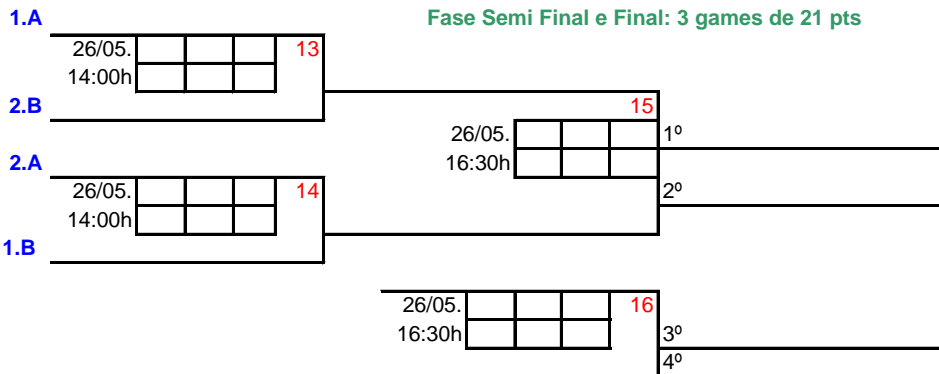 1.A
Fase Semi Final e Final: 3 games de 21 pts
26/05.
13
14:00h
2.B
15
26/05.
1º
16:30h
2.A
26/05.
14
2º
14:00h
1.B
26/05.
16
16:30h
3º
4º